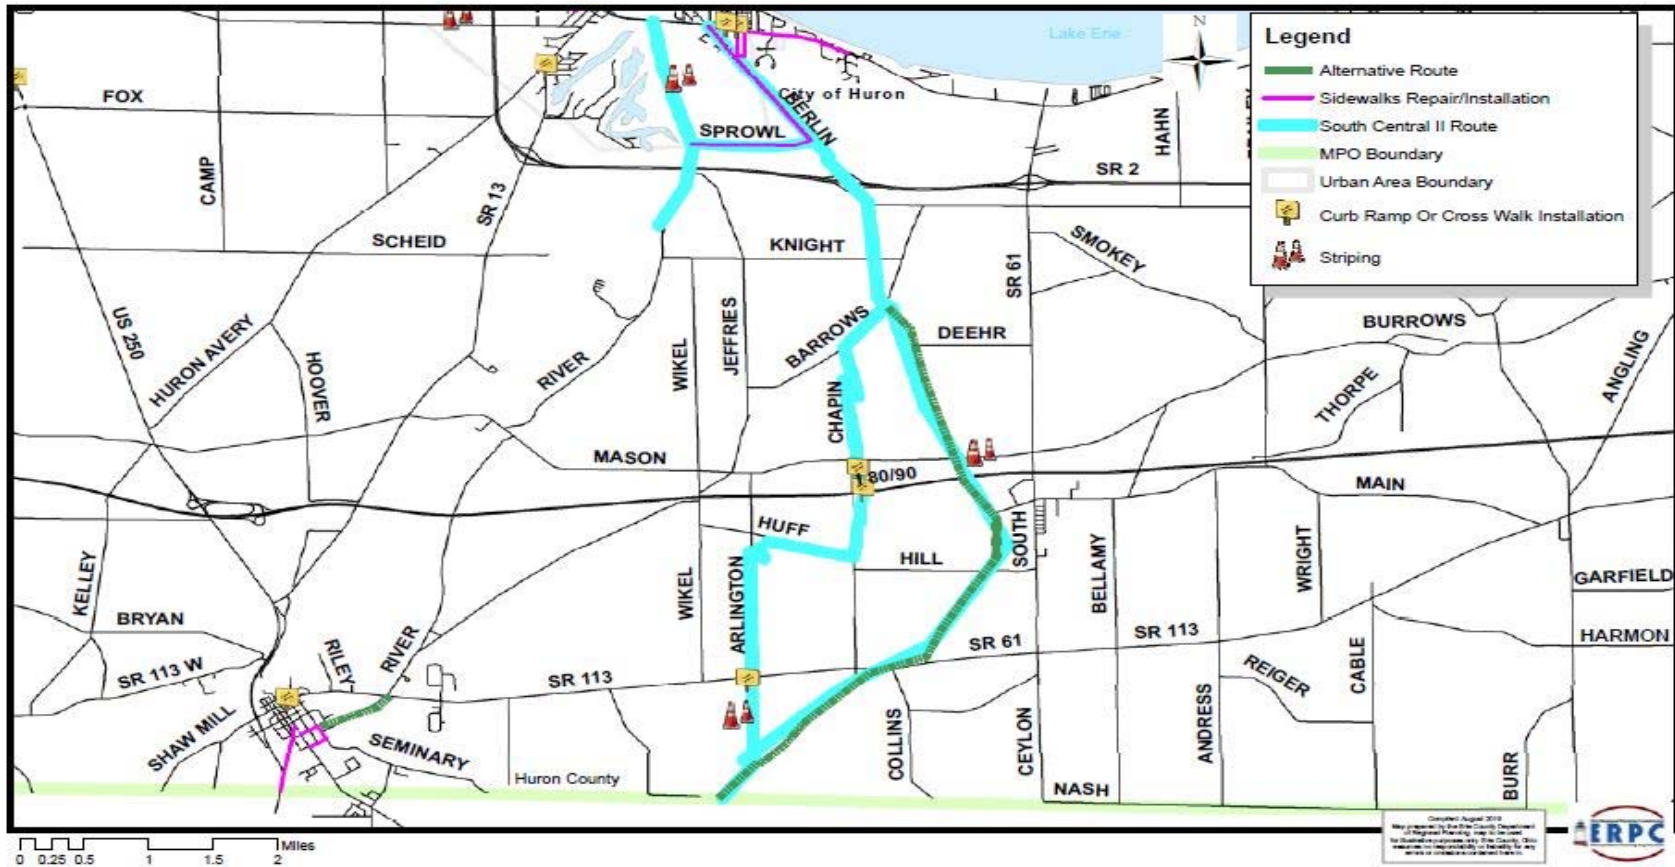 N
Lake Erie
Legend
Alternative Route
Sidewalks Repair/Installation
South Central II Route
MPO Boundary
Urban Area Boundary
Curb Ramp Or Cross Walk Installation
Striping
FOX
City of Huron
BERLIN
SPROWL
HAHN
SR 2
CAMP
SR 13
SCHEID
KNIGHT
SMOKEY
SR 61
US 250
HURON AVERY
HOOVER
RIVER
WIKEL
JEFFRIES
BARROWS
DEEHR
BURROWS
THORPE
ANGLING
CHAPIN
MASON
80/90
MAIN
HUFF
HILL
SOUTH
KELLEY
BRYAN
WIKEL
ARLINGTON
BELLAMY
WRIGHT
GARFIELD
HARMON
SR 113 W
RILEY
RIVER
SR 113
SR 61
SR 113
REIGER
CABLE
SHAW MILL
SEMINARY
COLLINS
CEYLON
ANDRESS
BURR
Huron County
NASH
Compiled August 2019
ERPC
0 0.25 0.5 1 1.5 2 Miles